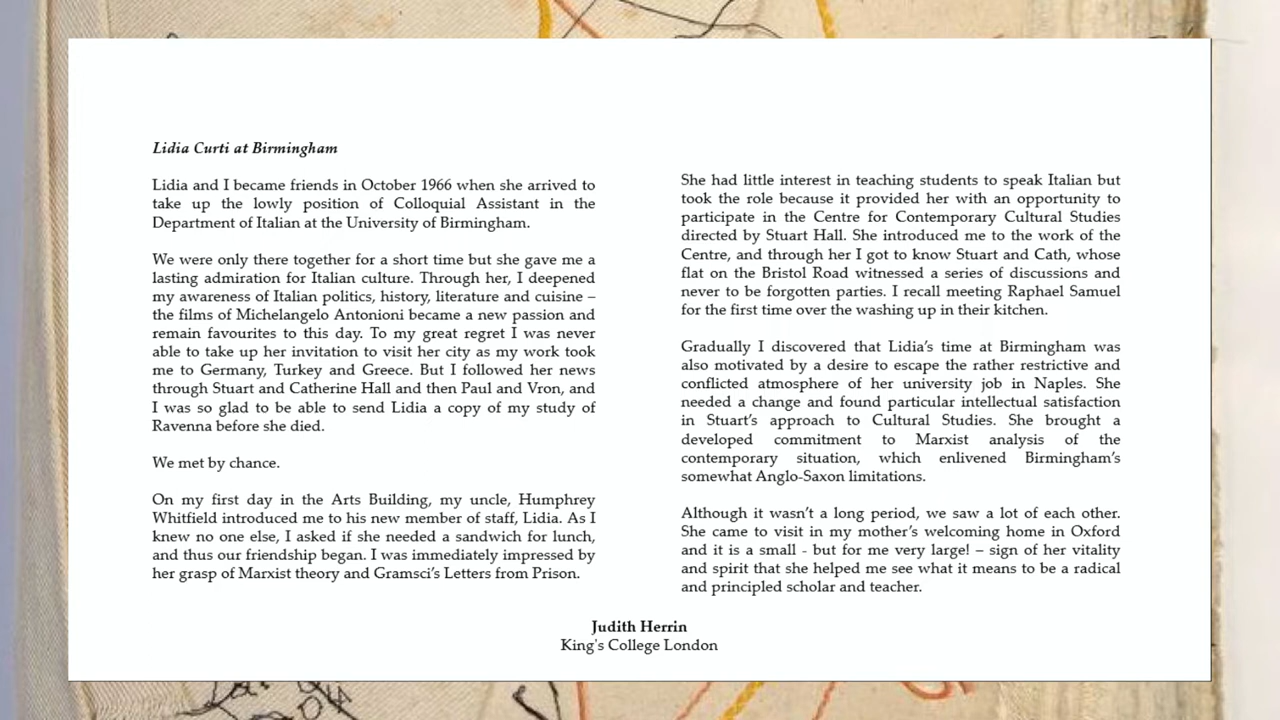 Lidia Curti at Birmingham
Lidia and I became friends in October 1966 when she arrived to
take up the lowly position of Colloquial Assistant in the
Department of Italian at the University of Birmingham.
We were only there together for a short time but she gave me a
lasting admiration for Italian culture. Through her, I deepened
my awareness of Italian politics, history, literature and cuisine –
the films of Michelangelo Antonioni became a new passion and
remain favourites to this day. To my great regret I was never
able to take up her invitation to visit her city as my work took
me to Germany, Turkey and Greece. But I followed her news
through Stuart and Catherine Hall and then Paul and Vron, and
I was so glad to be able to send Lidia a copy of my study of
Ravenna before she died.
We met by chance.
On my first day in the Arts Building, my uncle, Humphrey
Whitfield introduced me to his new member of staff, Lidia. As I
knew no one else, I asked if she needed a sandwich for lunch,
and thus our friendship began. I was immediately impressed by
her grasp of Marxist theory and Gramsci's Letters from Prison.
She had little interest in teaching students to speak Italian but
took the role because it provided her with an opportunity to
participate in the Centre for Contemporary Cultural Studies
directed by Stuart Hall. She introduced me to the work of the
Centre, and through her I got to know Stuart and Cath, whose
flat on the Bristol Road witnessed a series of discussions and
never to be forgotten parties. I recall meeting Raphael Samuel
for the first time over the washing up in their kitchen.
Gradually I discovered that Lidia's time at Birmingham was
also motivated by a desire to escape the rather restrictive and
conflicted atmosphere of her university job in Naples. She
needed a change and found particular intellectual satisfaction
in Stuart's approach to Cultural Studies. She brought a
developed commitment to Marxist analysis of the
contemporary situation, which enlivened Birmingham's
somewhat Anglo-Saxon limitations.
Although it wasn't a long period, we saw a lot of each other.
She came to visit in my mother's welcoming home in Oxford
and it is a small - but for me very large! – sign of her vitality
and spirit that she helped me see what it means to be a radical
and principled scholar and teacher.
Judith Herrin
King's College London